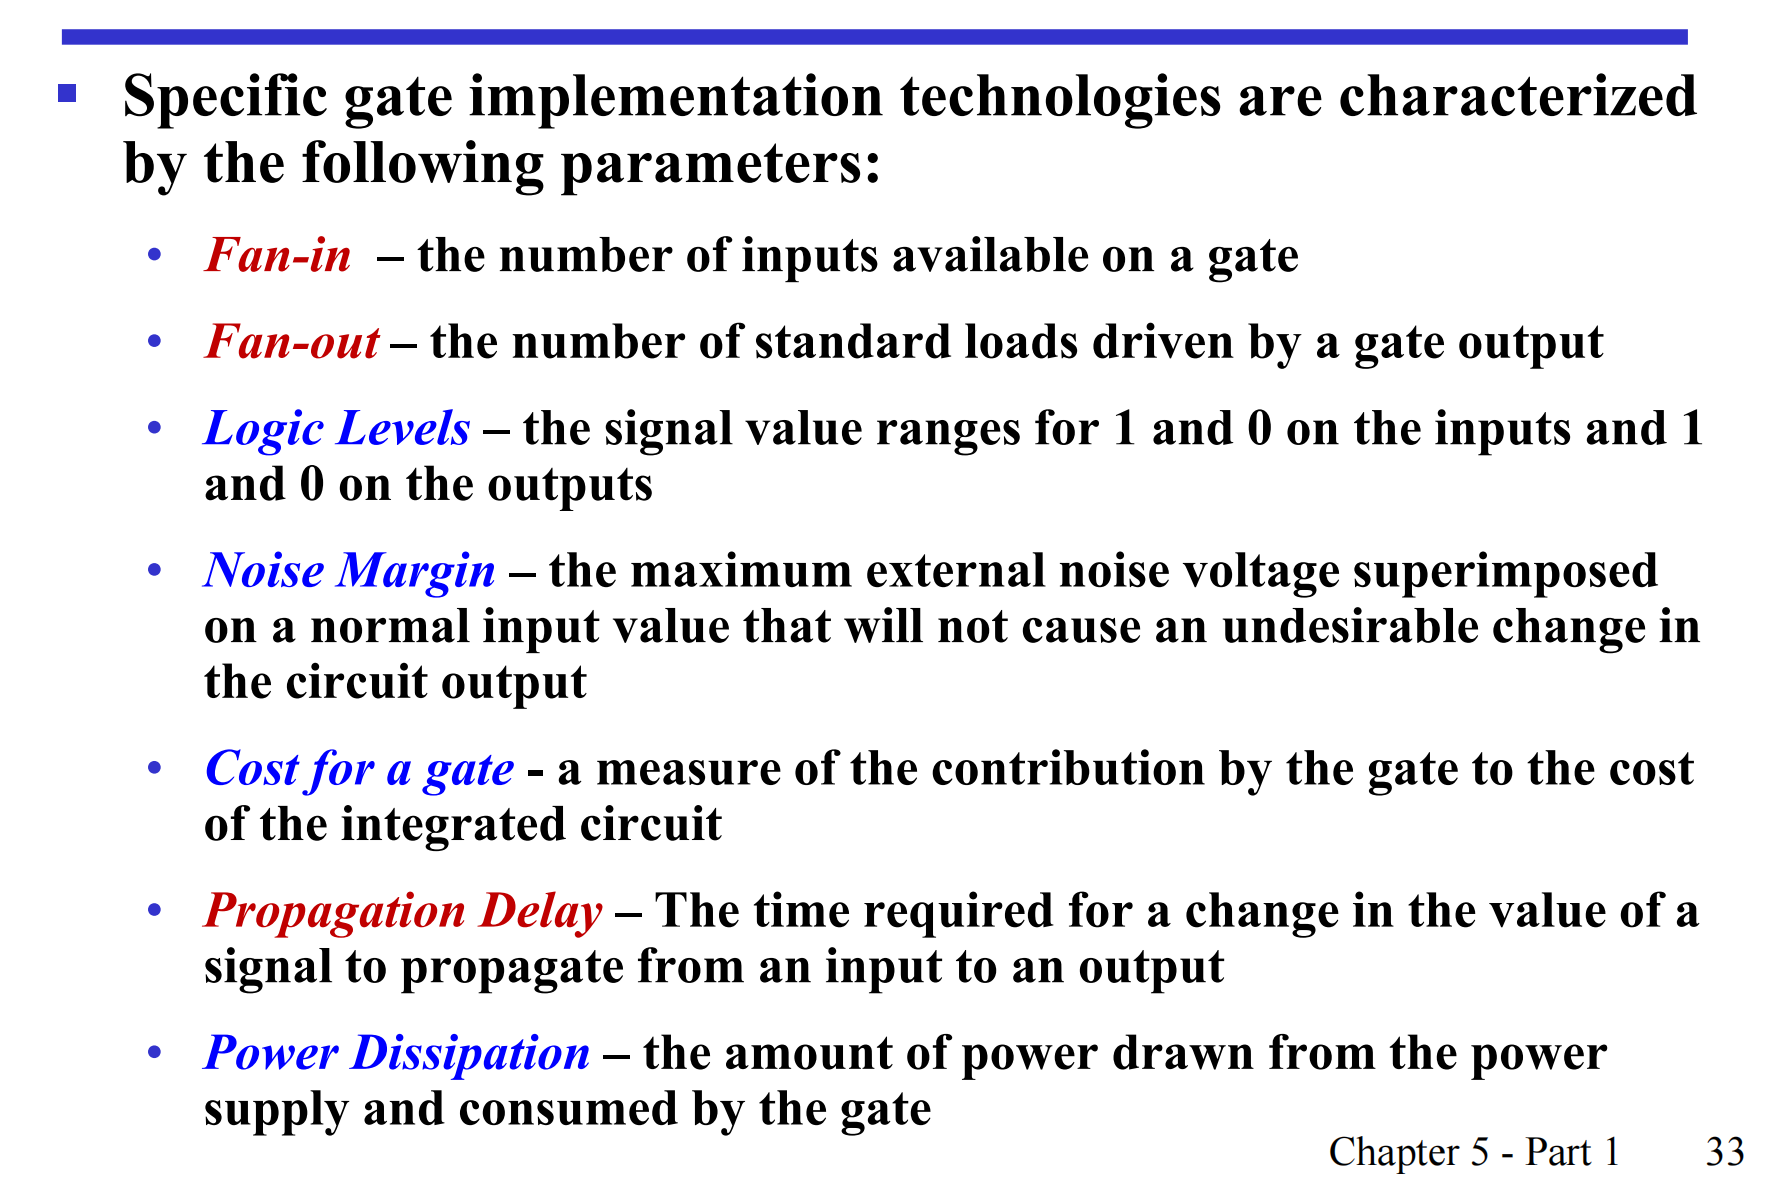 ▪ Specific gate implementation technologies are characterized
by the following parameters:
• Fan-in – the number of inputs available on a gate
• Fan-out – the number of standard loads driven by a gate output
• Logic Levels – the signal value ranges for 1 and 0 on the inputs and 1
and 0 on the outputs
• Noise Margin – the maximum external noise voltage superimposed
on a normal input value that will not cause an undesirable change in
the circuit output
• Cost for a gate - a measure of the contribution by the gate to the cost
of the integrated circuit
• Propagation Delay – The time required for a change in the value of a
signal to propagate from an input to an output
• Power Dissipation – the amount of power drawn from the power
supply and consumed by the gate
Chapter 5 - Part 1 33